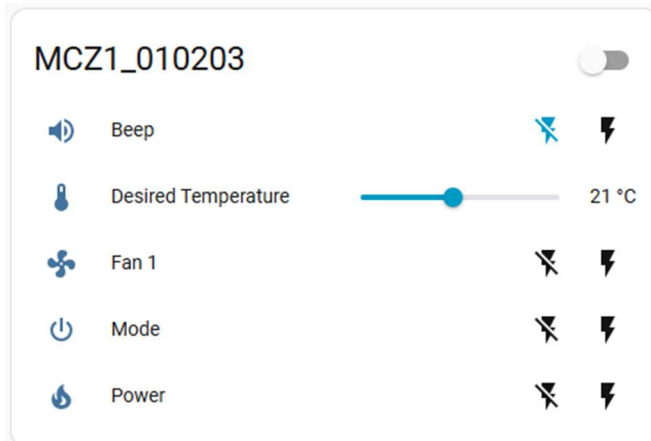 MCZ1_010203
Beep
Desired Temperature 21 °C
Fan 1
Mode
Power